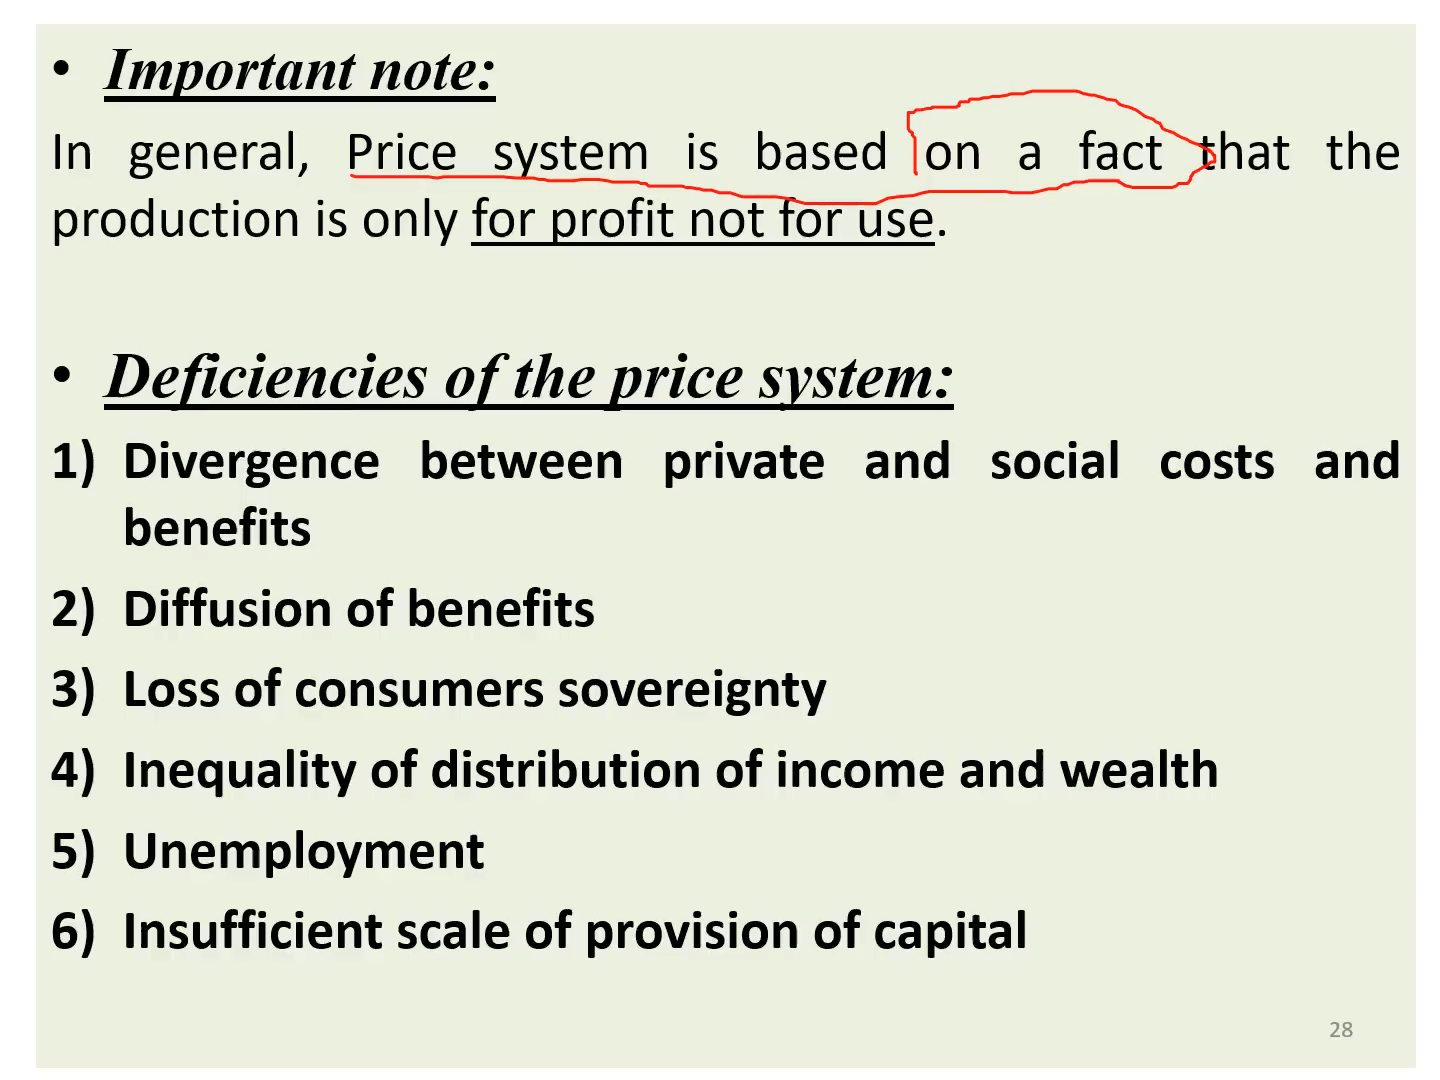 • Important note:
In general, Price system is based on a fact that the
production is only for profit not for use.
• Deficiencies of the price system:
1) Divergence between private and social costs and
benefits
2) Diffusion of benefits
3) Loss of consumers sovereignty
4) Inequality of distribution of income and wealth
5) Unemployment
6) Insufficient scale of provision of capital
28